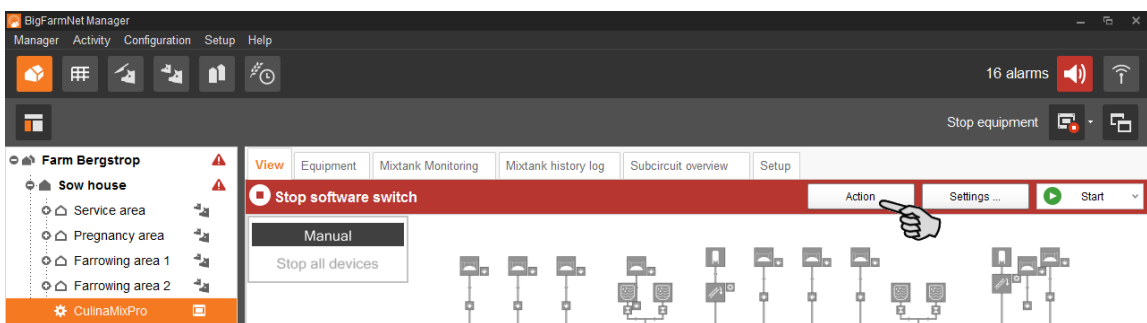 BigFarmNet Manager
Manager Activity Configuration Setup Help
16 alarms
Stop equipment
Farm Bergstrop
View Equipment Mixtank Monitoring Mixtank history log Subcircuit overview Setup
Sow house
Stop software switch Action Settings ... Start
Service area
Pregnancy area
Manual
Farrowing area 1
Stop all devices
Farrowing area 2
CulinaMixPro